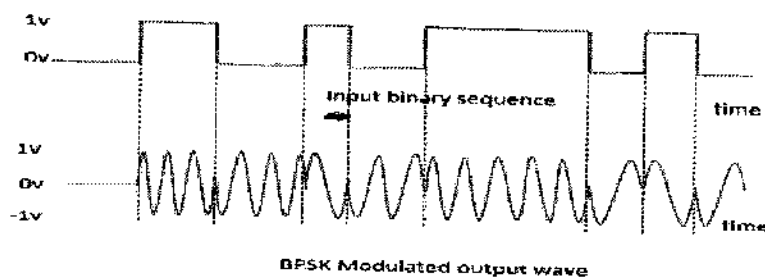 1v
0v
Input binary sequence
time
1v
0v
-1v
time
BPSK Modulated output wave